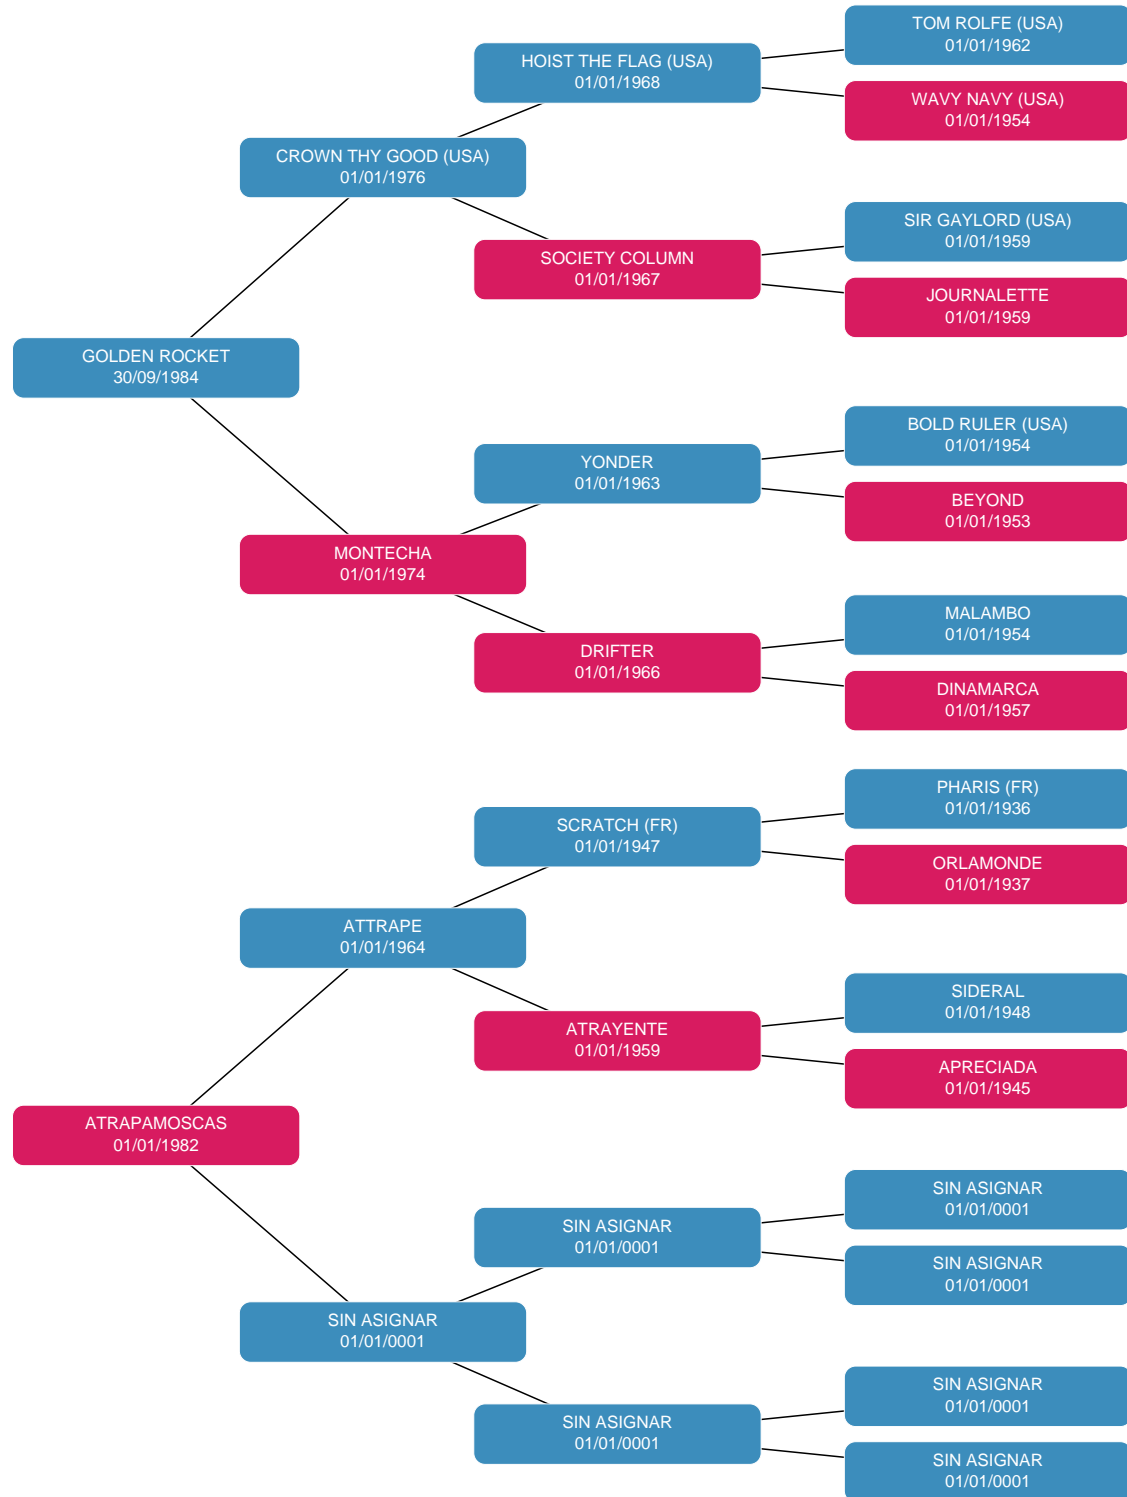 TOM ROLFE (USA)
01/01/1962
HOIST THE FLAG (USA)
01/01/1968
WAVY NAVY (USA)
01/01/1954
CROWN THY GOOD (USA)
01/01/1976
SIR GAYLORD (USA)
01/01/1959
SOCIETY COLUMN
01/01/1967
JOURNALETTE
01/01/1959
GOLDEN ROCKET
30/09/1984
BOLD RULER (USA)
01/01/1954
YONDER
01/01/1963
BEYOND
01/01/1953
MONTECHA
01/01/1974
MALAMBO
01/01/1954
DRIFTER
01/01/1966
DINAMARCA
01/01/1957
PHARIS (FR)
01/01/1936
SCRATCH (FR)
01/01/1947
ORLAMONDE
01/01/1937
ATTRAPE
01/01/1964
SIDERAL
01/01/1948
ATRAYENTE
01/01/1959
APRECIADA
01/01/1945
ATRAPAMOSCAS
01/01/1982
SIN ASIGNAR
01/01/0001
SIN ASIGNAR
01/01/0001
SIN ASIGNAR
01/01/0001
SIN ASIGNAR
01/01/0001
SIN ASIGNAR
01/01/0001
SIN ASIGNAR
01/01/0001
SIN ASIGNAR
01/01/0001